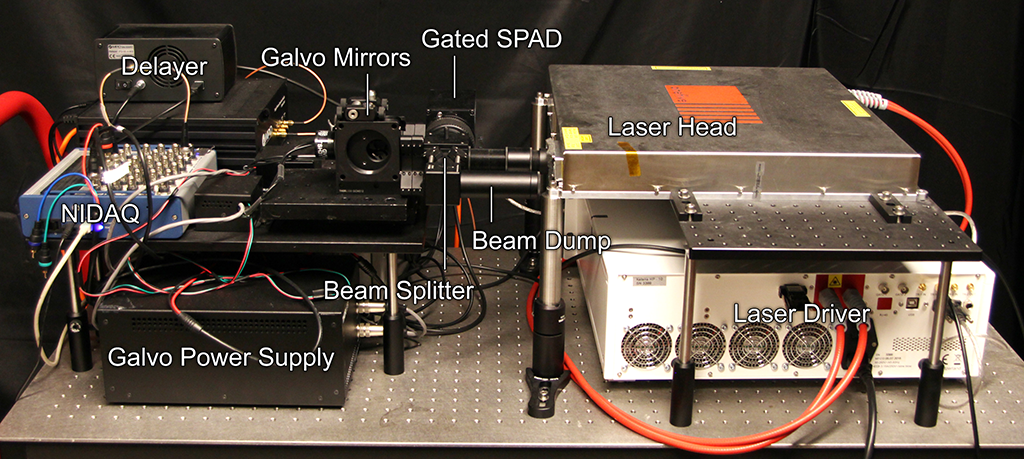 Delayer
Galvo Mirrors
Gated SPAD
Laser Head
NIDAQ
Beam Dump
Beam Splitter
Laser Driver
Galvo Power Supply